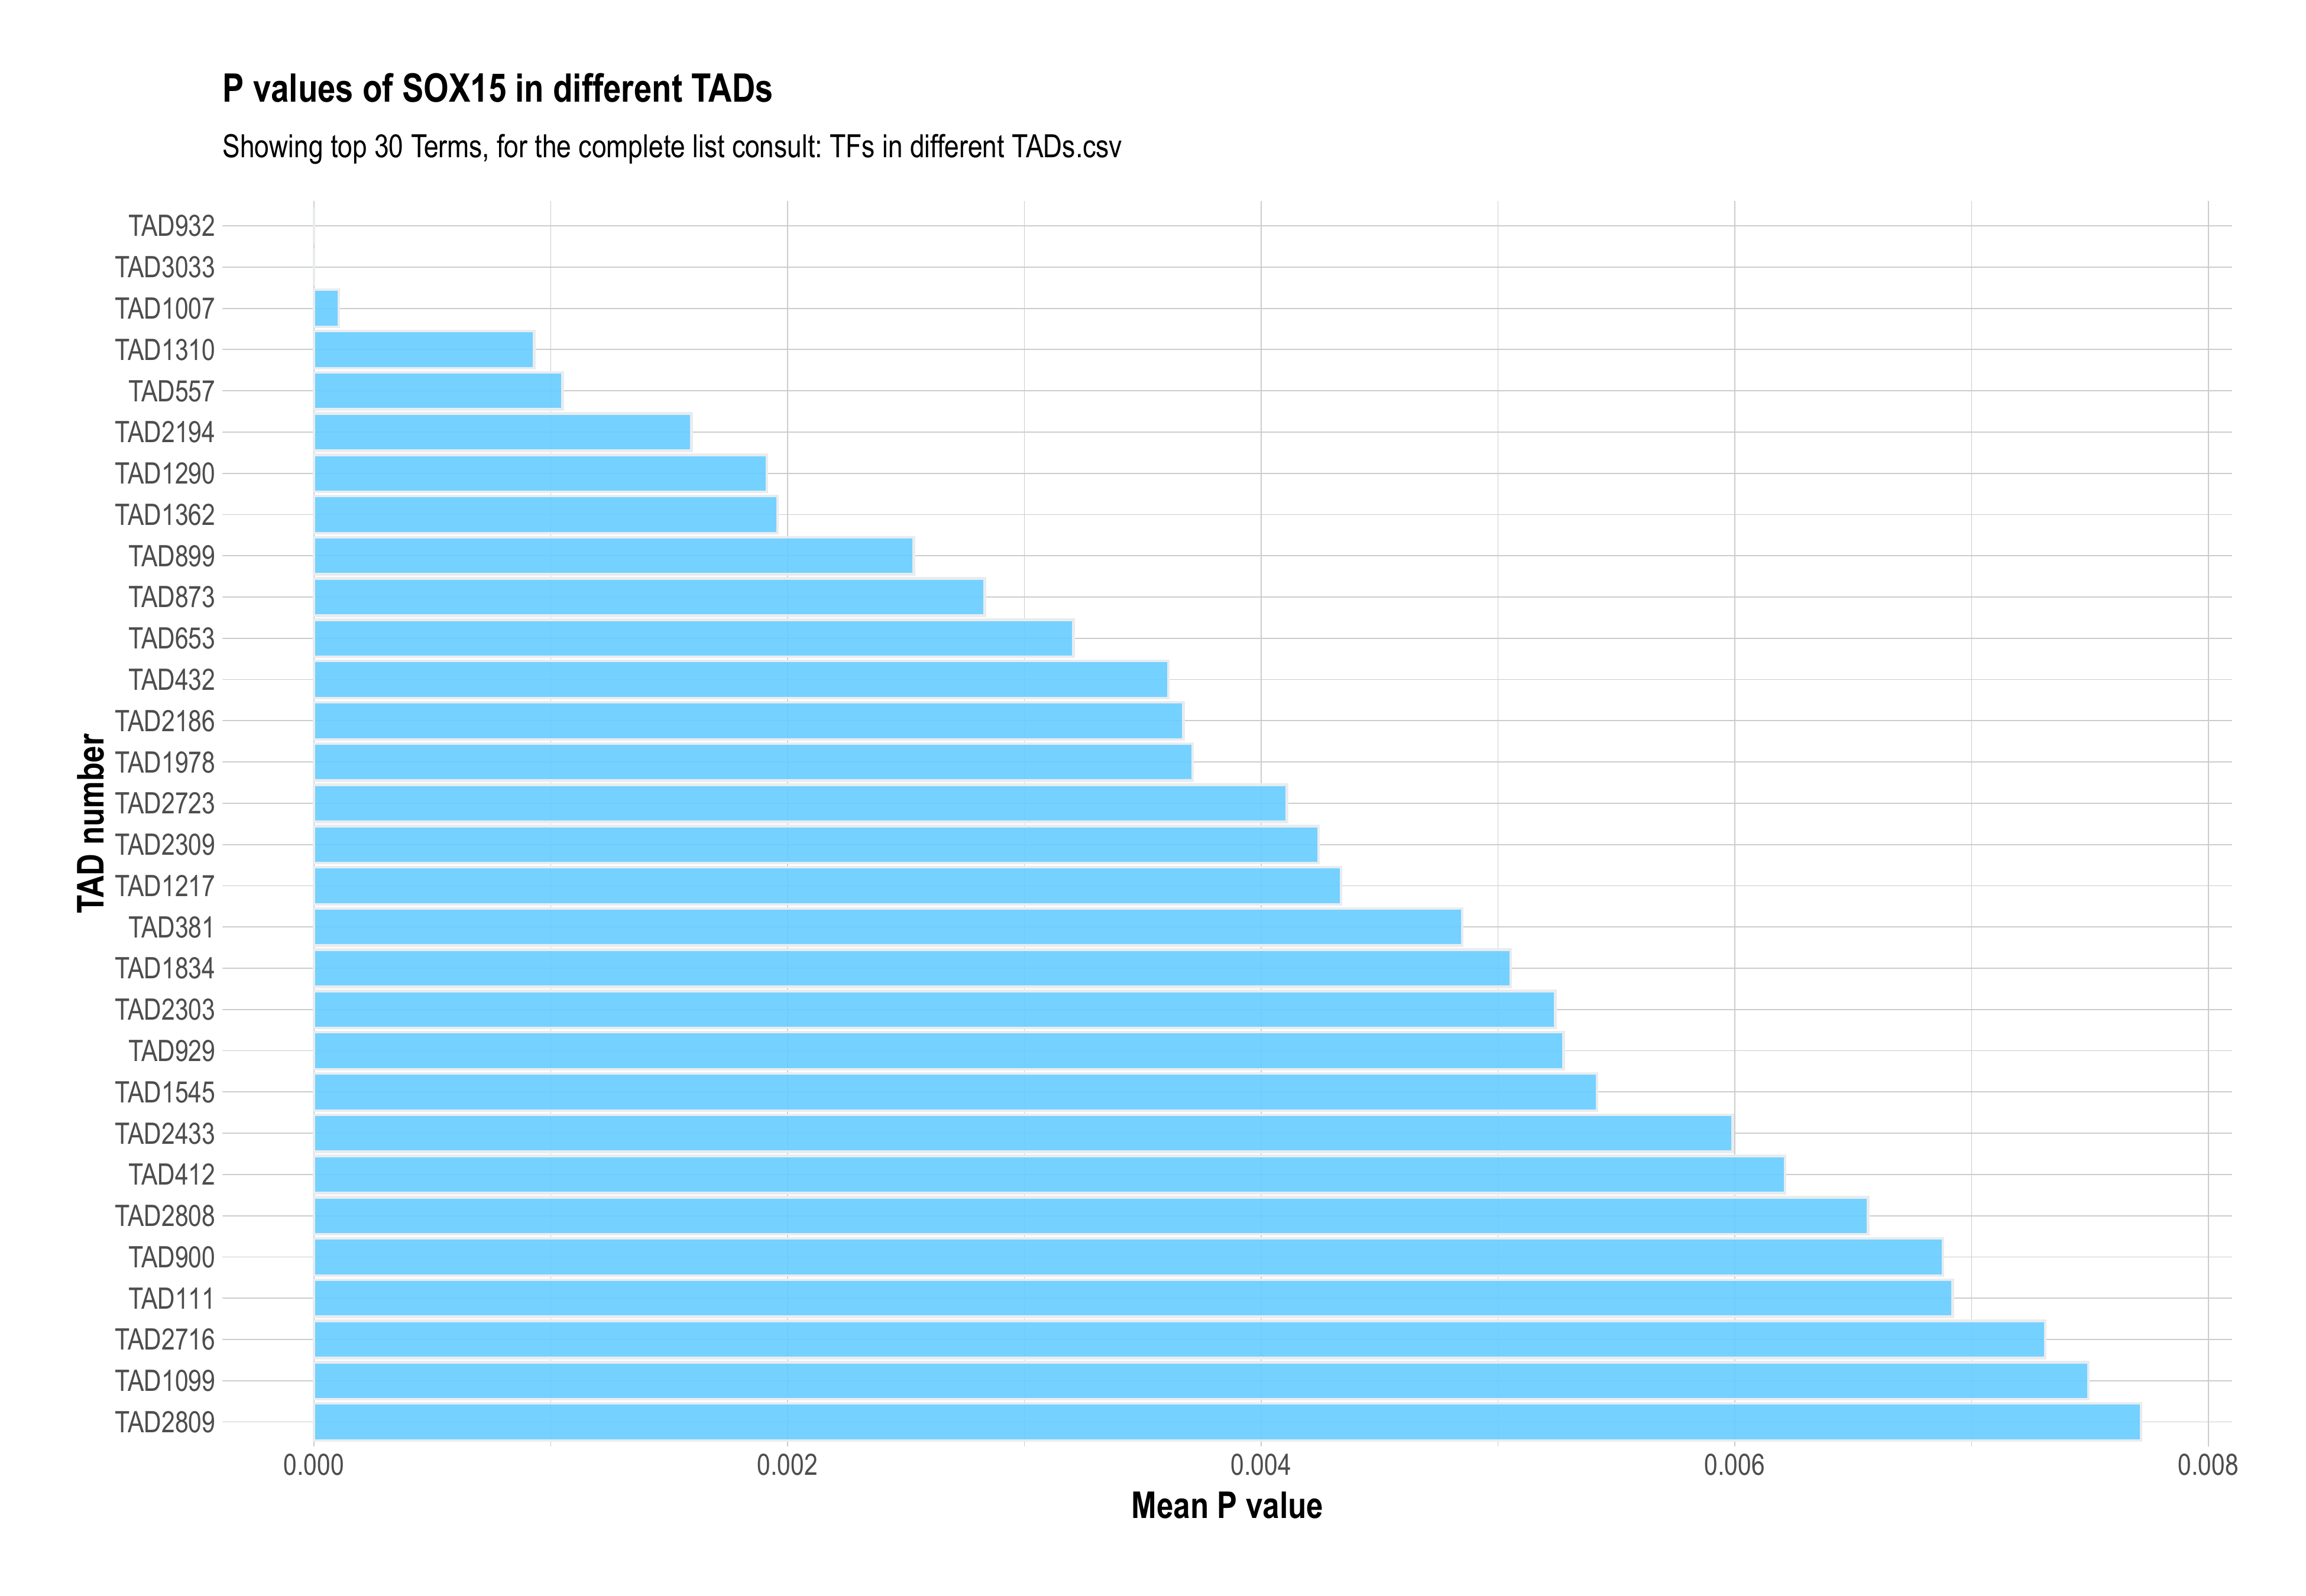 P values of SOX15 in different TADs
Showing top 30 Terms, for the complete list consult: TFs in different TADs.csv
TAD number
TAD932
TAD3033
TAD1007
TAD1310
TAD557
TAD2194
TAD1290
TAD1362
TAD899
TAD873
TAD653
TAD432
TAD2186
TAD1978
TAD2723
TAD2309
TAD1217
TAD381
TAD1834
TAD2303
TAD929
TAD1545
TAD2433
TAD412
TAD2808
TAD900
TAD111
TAD2716
TAD1099
TAD2809
0.000 0.002 0.004 0.006 0.008
Mean P value